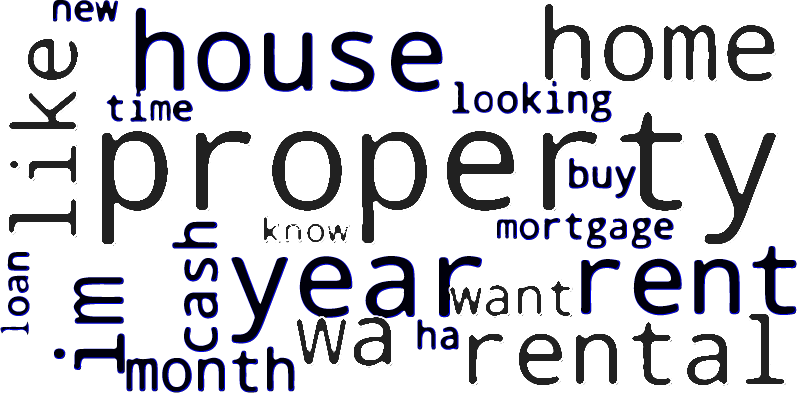 new
house
home
like
time
looking
property
buy
know
mortgage
cash
loan
year
rent
im
want
wa
ha
rental
month